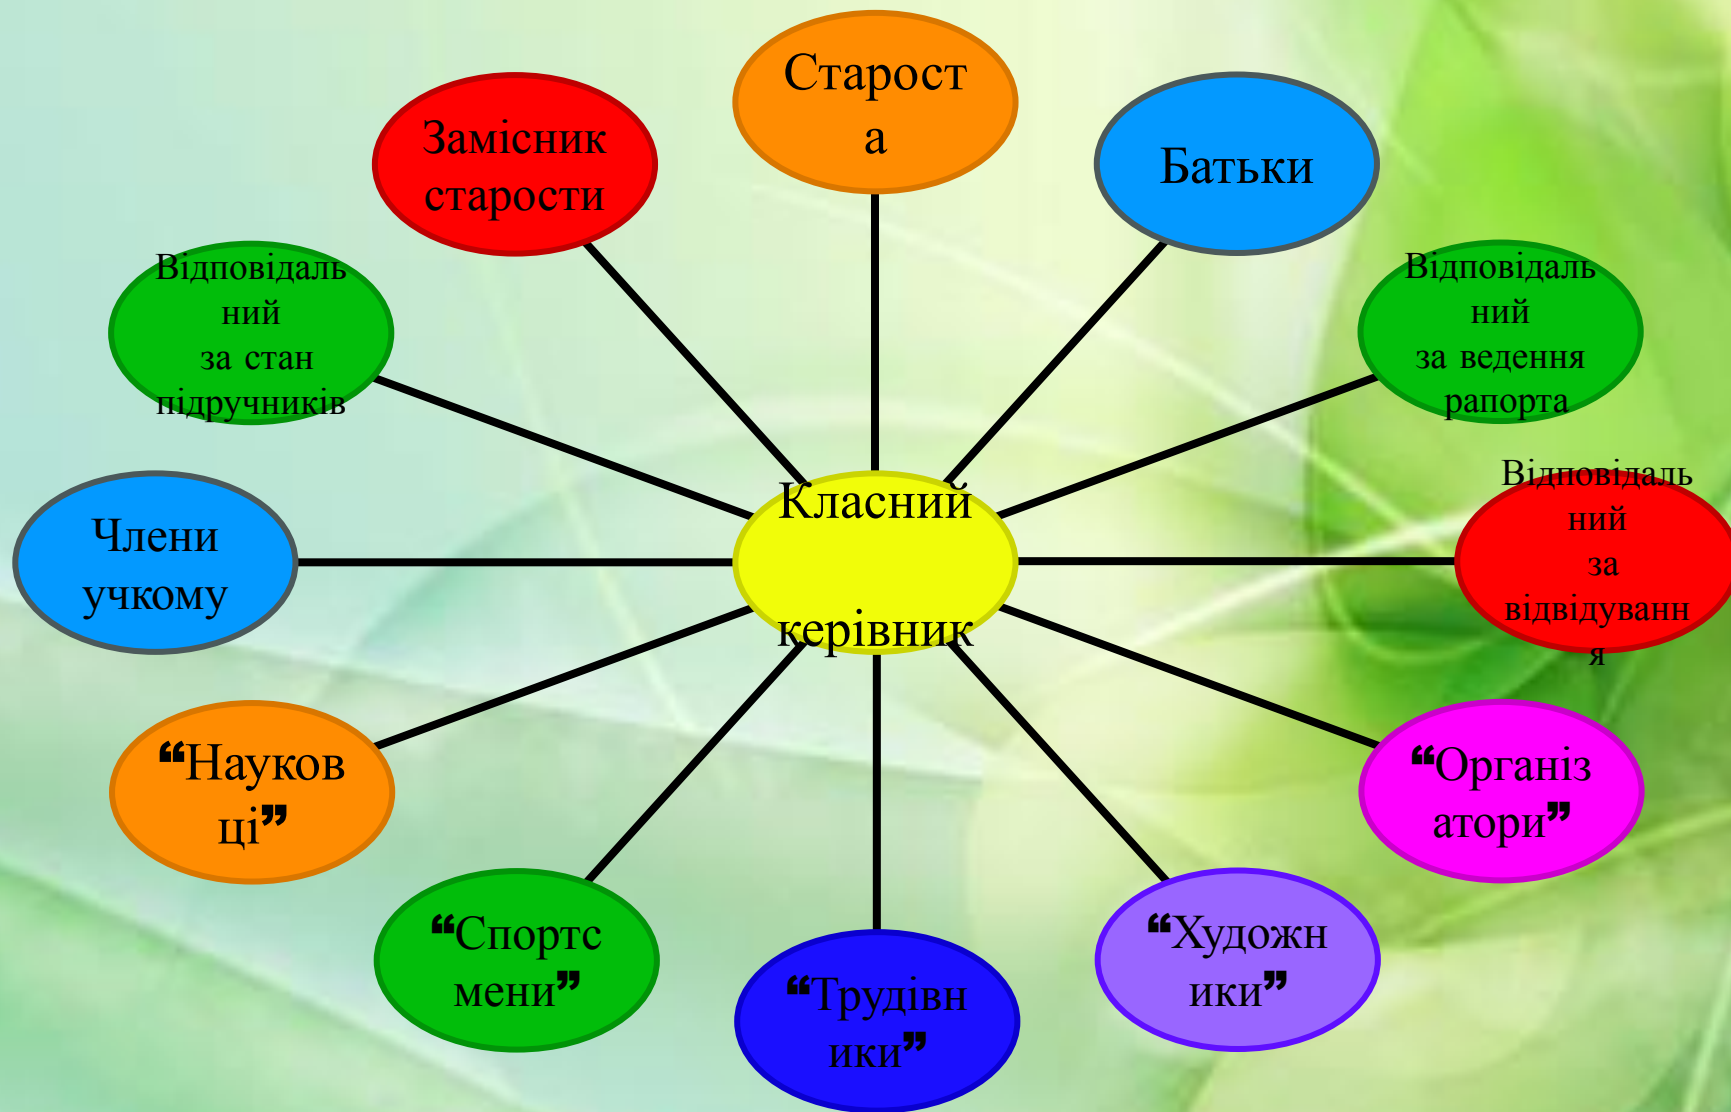 Старост
а
Замісник
старости
Батьки
Відповідаль
ний
за стан
підручників
Відповідаль
ний
за ведення
рапорта
Класний
керівник
Відповідаль
ний
за
відвідуванн
я
Члени
учкому
❝Науков
ці❞
❝Організ
атори❞
❝Спортс
мени❞
❝Трудівн
ики❞
❝Художн
ики❞